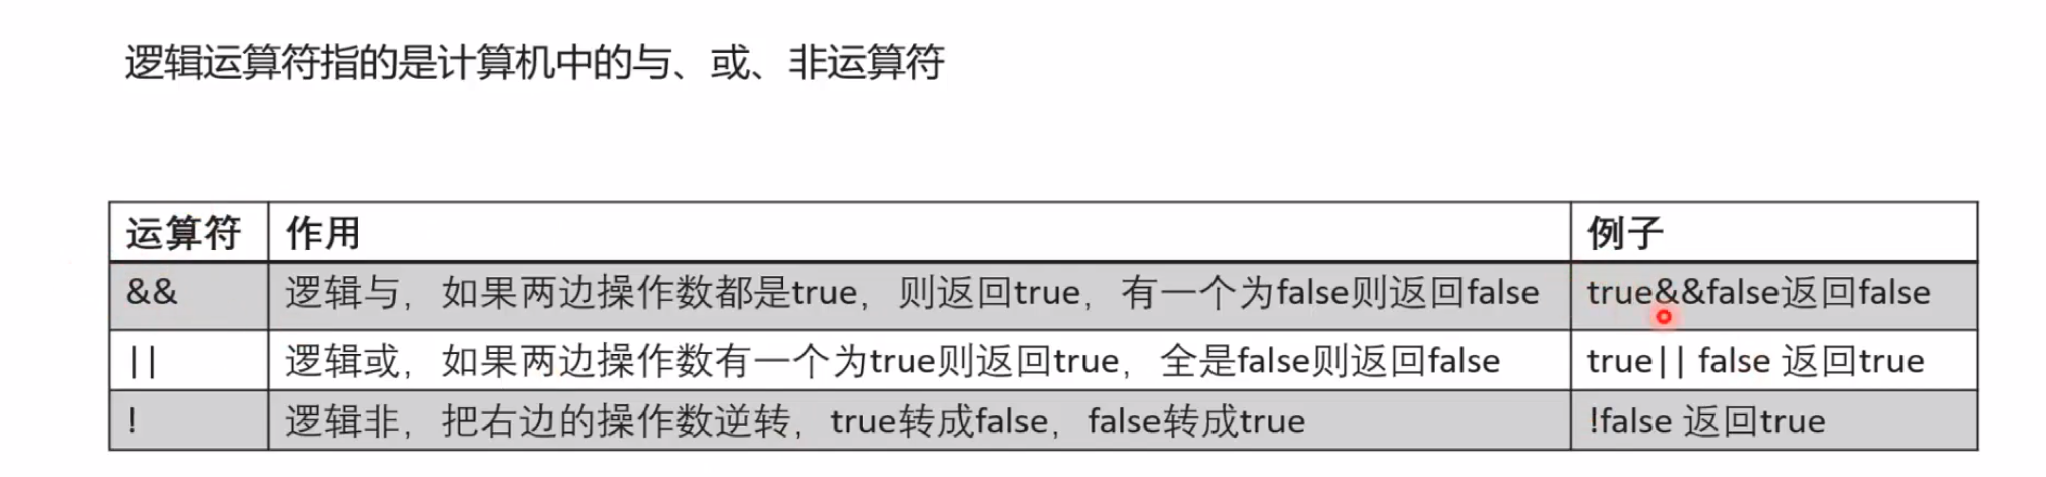 逻辑运算符指的是计算机中的与、或、非运算符
运算符 作用 例子
&& 逻辑与，如果两边操作数都是true，则返回true，有一个为false则返回false true&&false返回false
|| 逻辑或，如果两边操作数有一个为true则返回true，全是false则返回false true|| false 返回true
! 逻辑非，把右边的操作数逆转，true转成false，false转成true !false 返回true